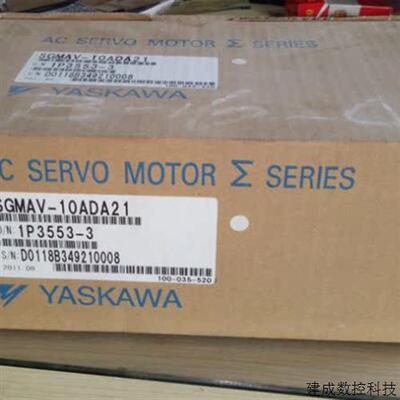 AC SERVO MOTOR Σ SERIES
SGMAV-10ADA21
1P3553-3
S/N D0118B349210008
YASKAWA
AC SERVO MOTOR Σ SERIES
SGMAV-10ADA21
O/N 1P3553-3
S/N D0118B349210008
2011.08
100-035-520
YASKAWA
建成数控科技